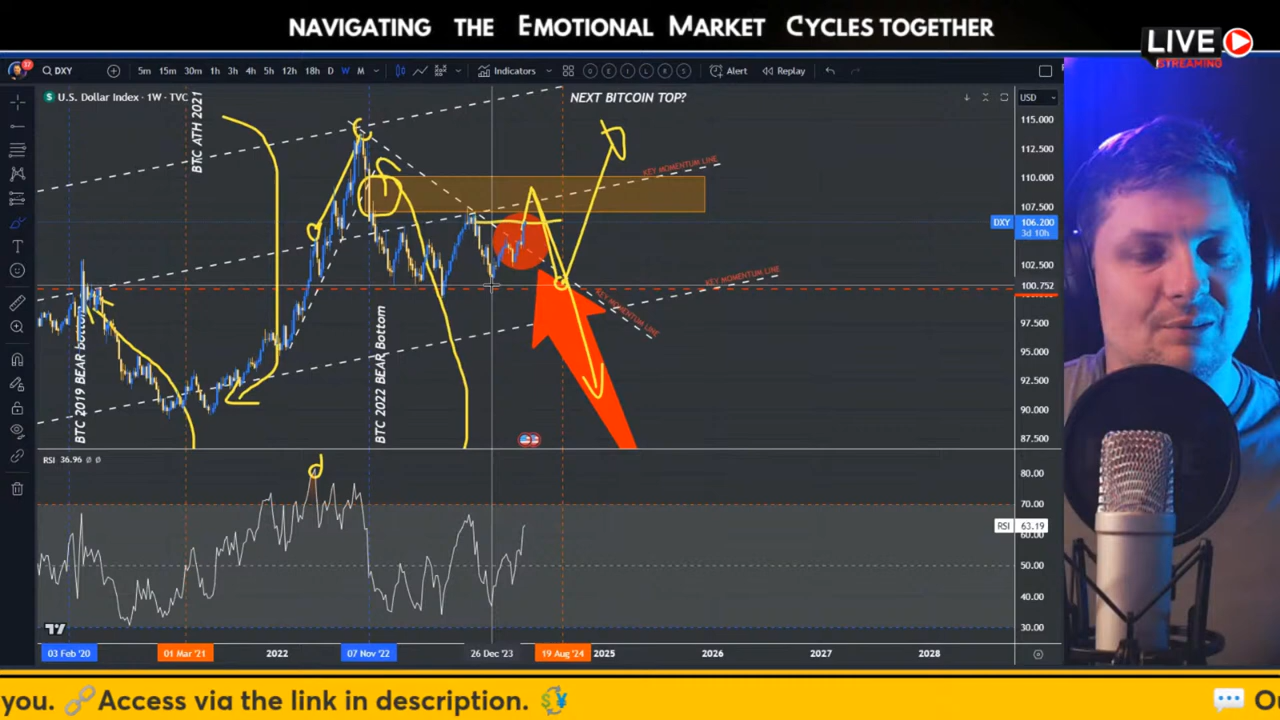 NAVIGATING THE EMOTIONAL MARKET CYCLES TOGETHER
LIVE
STREAMING
37
DXY
5m 15m 30m 1h 3h 4h 5h 12h 18h D W M
Indicators
Alert
Replay
U.S. Dollar Index · 1W · TVC
USD
NEXT BITCOIN TOP?
BTC ATH 2021
BTC 2019 BEAR bottom
BTC 2022 BEAR Bottom
KEY MOMENTUM LINE
KEY MOMENTUM LINE
KEY MOMENTUM LINE
115.000
112.500
110.000
107.500
DXY 106.200
3d 10h
102.500
100.752
97.500
95.000
92.500
90.000
87.500
RSI 36.96 ø ø
80.00
70.00
RSI 63.19
60.00
50.00
40.00
30.00
03 Feb '20 01 Mar '21 2022 07 Nov '22 26 Dec '23 19 Aug '24 2025 2026 2027 2028
you. 🔗Access via the link in description. 💱